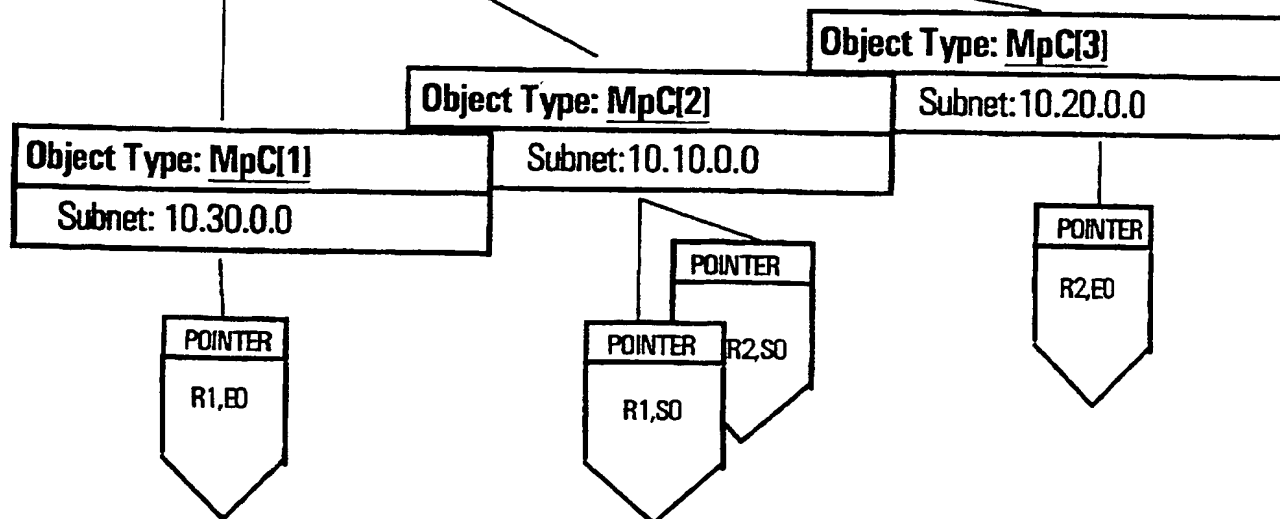 Object Type: MpC[3]
Subnet:10.20.0.0
Object Type: MpC[2]
Subnet:10.10.0.0
Object Type: MpC[1]
Subnet: 10.30.0.0
POINTER
R2,E0
POINTER
R2,S0
POINTER
R1,S0
POINTER
R1,E0